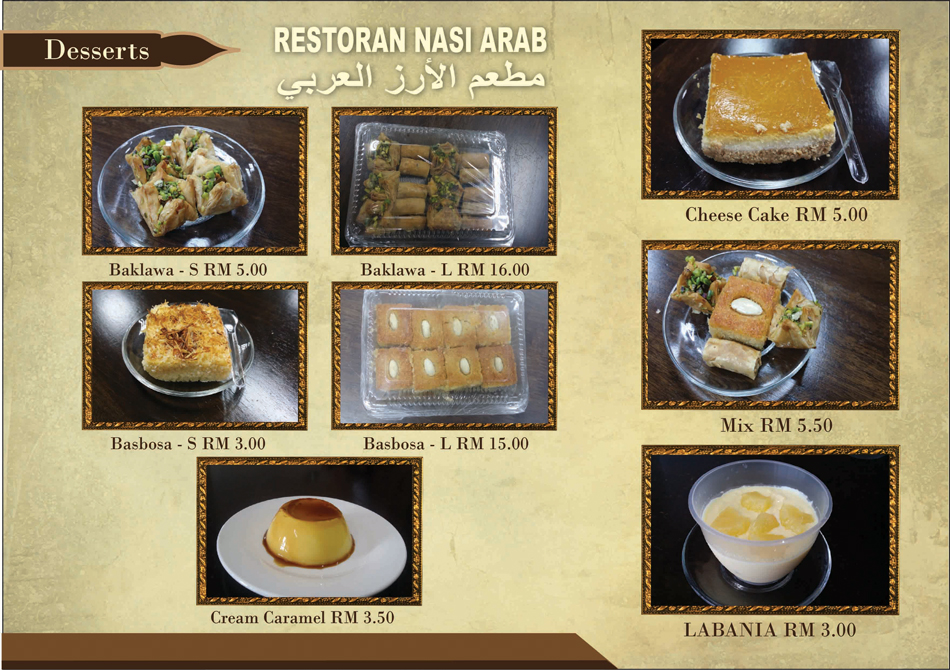 Desserts
RESTORAN NASI ARAB
مطعم الأرز العربي
Baklawa - S RM 5.00
Baklawa - L RM 16.00
Cheese Cake RM 5.00
Basbosa - S RM 3.00
Basbosa - L RM 15.00
Mix RM 5.50
Cream Caramel RM 3.50
LABANIA RM 3.00